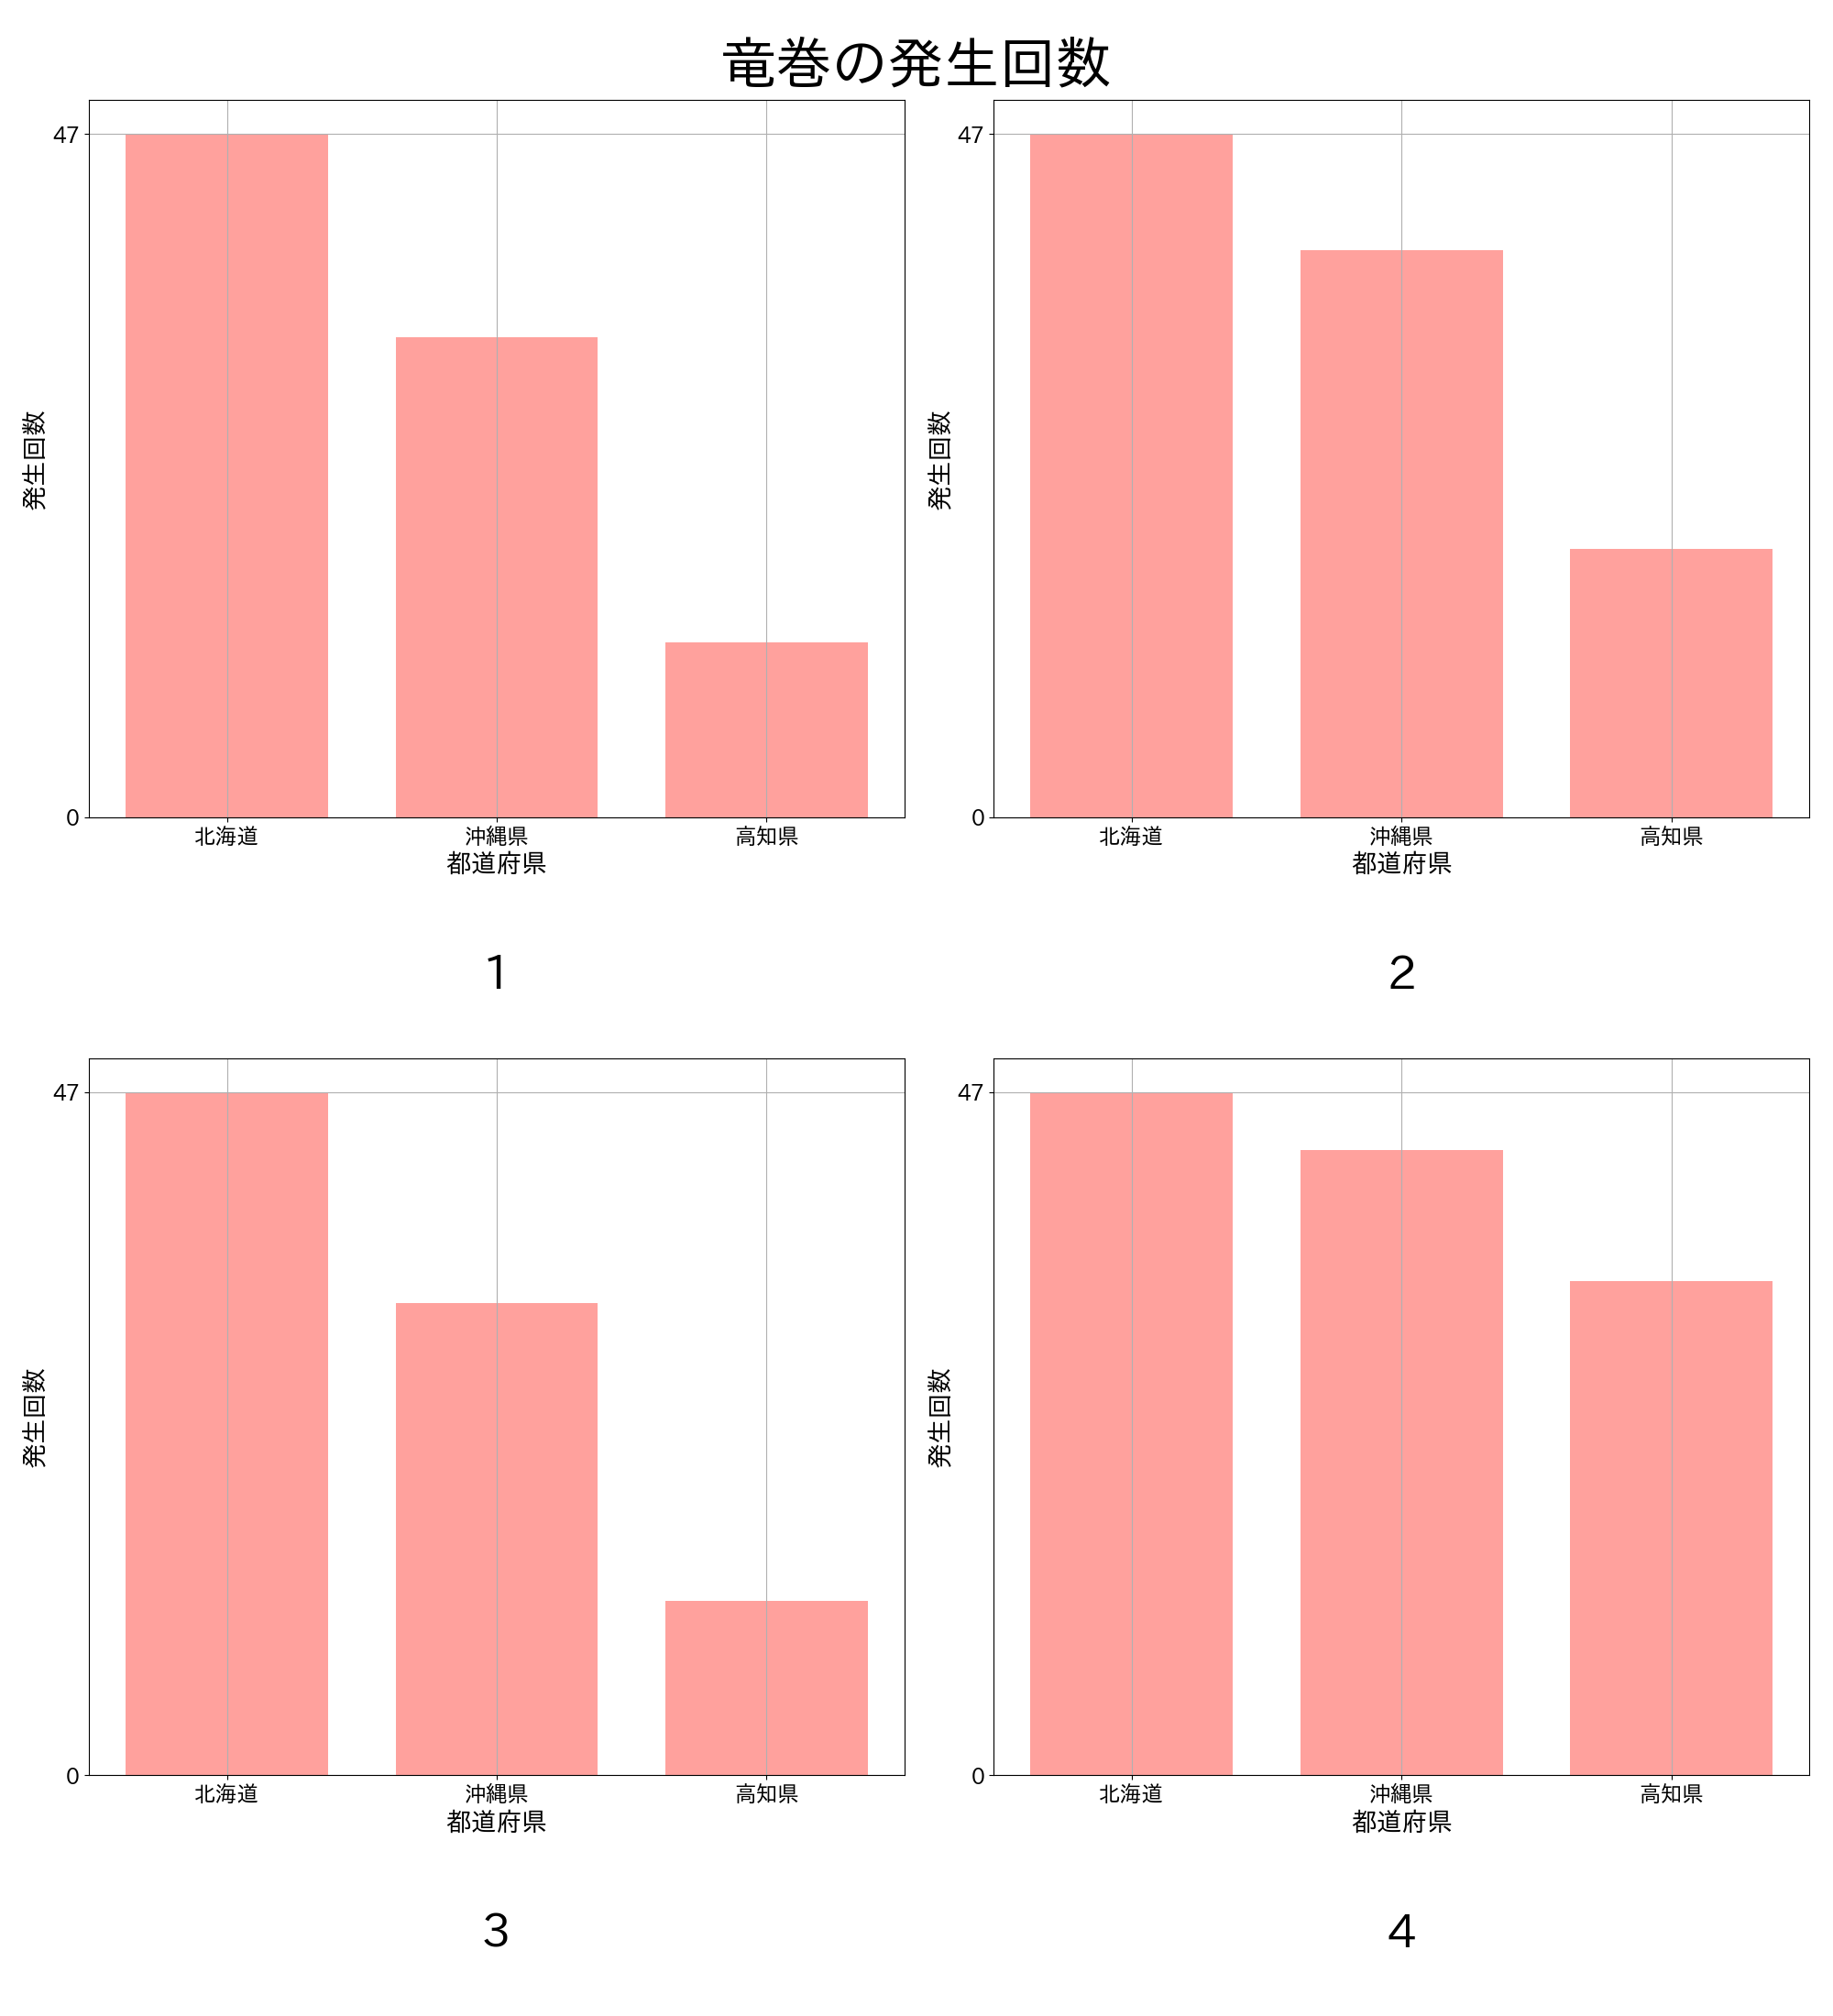 竜巻の発生回数
47
発生回数
0
北海道 沖縄県 高知県
都道府県
1
47
発生回数
0
北海道 沖縄県 高知県
都道府県
2
47
発生回数
0
北海道 沖縄県 高知県
都道府県
3
47
発生回数
0
北海道 沖縄県 高知県
都道府県
4